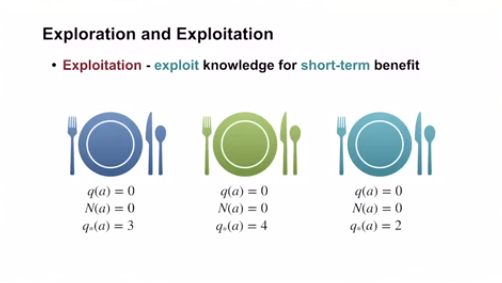 Exploration and Exploitation
• Exploitation - exploit knowledge for short-term benefit
q(a) = 0 q(a) = 0 q(a) = 0
N(a) = 0 N(a) = 0 N(a) = 0
q*(a) = 3 q*(a) = 4 q*(a) = 2